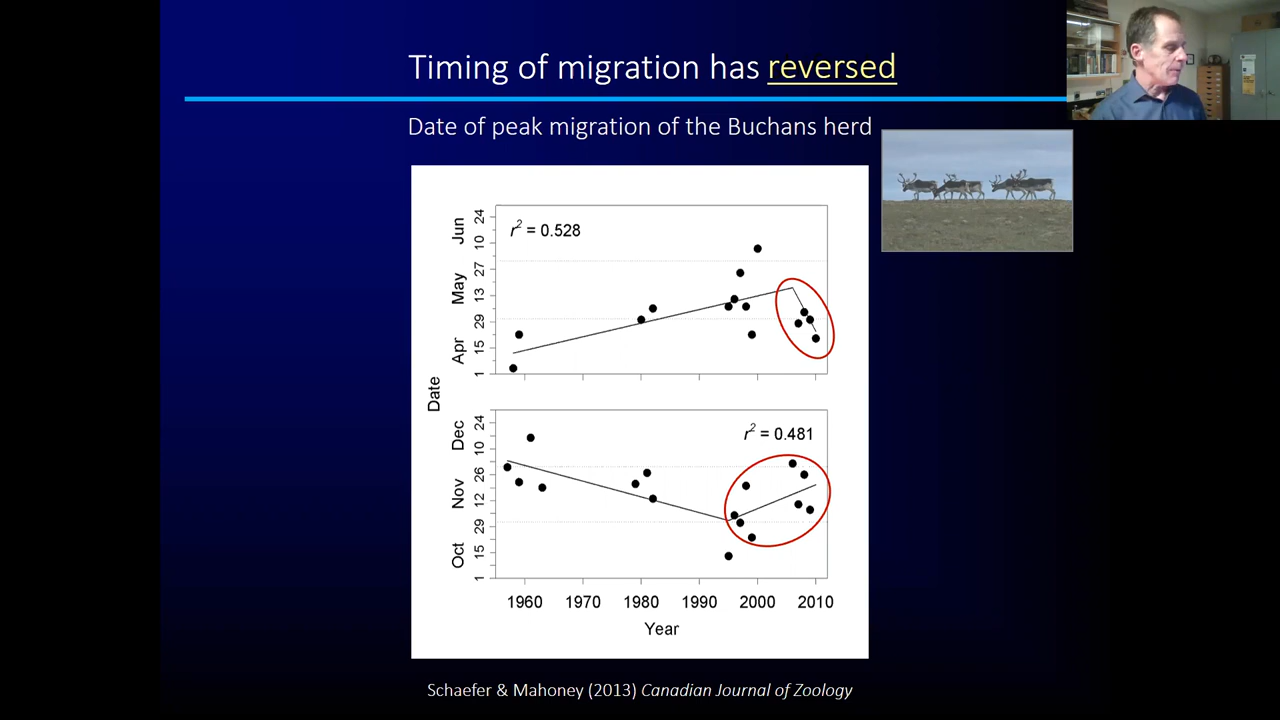 Timing of migration has reversed
Date of peak migration of the Buchans herd
r² = 0.528
Jun
24
10
May
27
13
29
Apr
15
1
Date
r² = 0.481
Dec
24
10
Nov
26
12
29
Oct
15
1
1960 1970 1980 1990 2000 2010
Year
Schaefer & Mahoney (2013) Canadian Journal of Zoology